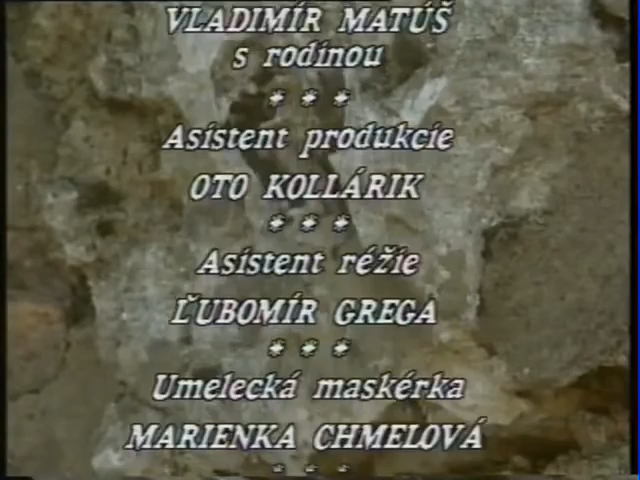 VLADIMÍR MATÚŠ
s rodinou
* * *
Asistent produkcie
OTO KOLLÁRIK
* * *
Asistent réžie
ĽUBOMÍR GREGA
* * *
Umelecká maskérka
MARIENKA CHMELOVÁ
* * *